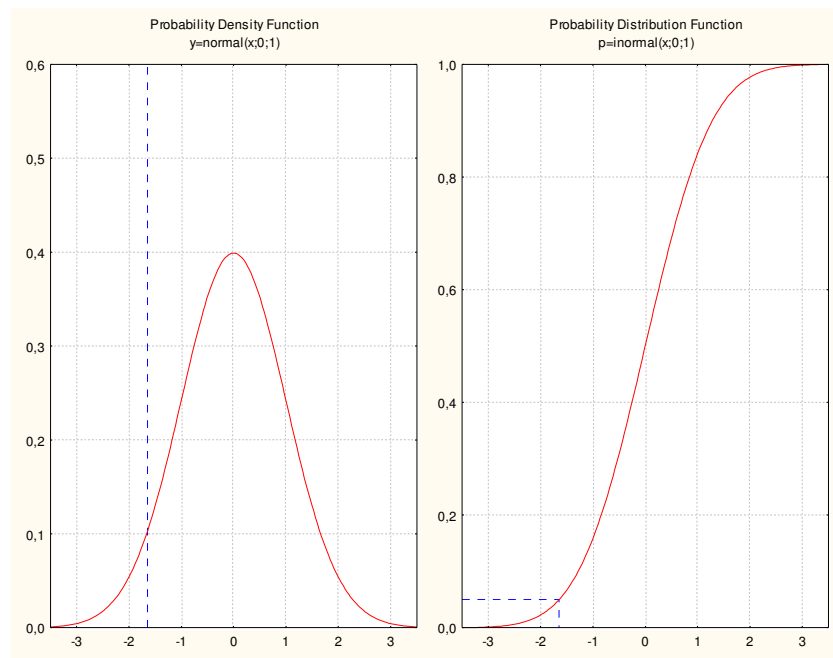 Probability Density Function
y=normal(x;0;1)
0,6
0,5
0,4
0,3
0,2
0,1
0,0
-3 -2 -1 0 1 2 3
Probability Distribution Function
p=inormal(x;0;1)
1,0
0,8
0,6
0,4
0,2
0,0
-3 -2 -1 0 1 2 3